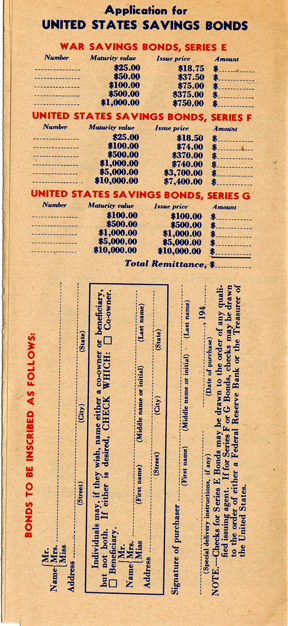 Application for
UNITED STATES SAVINGS BONDS
WAR SAVINGS BONDS, SERIES E
Number Maturity value Issue price Amount
$25.00 $18.75 $
$50.00 $37.50 $
$100.00 $75.00 $
$500.00 $375.00 $
$1,000.00 $750.00 $
UNITED STATES SAVINGS BONDS, SERIES F
Number Maturity value Issue price Amount
$25.00 $18.50 $
$100.00 $74.00 $
$500.00 $370.00 $
$1,000.00 $740.00 $
$5,000.00 $3,700.00 $
$10,000.00 $7,400.00 $
UNITED STATES SAVINGS BONDS, SERIES G
Number Maturity value Issue price Amount
$100.00 $100.00 $
$500.00 $500.00 $
$1,000.00 $1,000.00 $
$5,000.00 $5,000.00 $
$10,000.00 $10,000.00 $
Total Remittance, $
BONDS TO BE INSCRIBED AS FOLLOWS:
Mr.
Name Mrs.
Miss
Address
(Street) (City) (State)
Individuals may, if they wish, name either a co-owner or beneficiary,
but not both. If either is desired, CHECK WHICH: □ Co-owner.
□ Beneficiary.
Mr.
Name Mrs.
Miss
(First name) (Middle name or initial) (Last name)
Address
(Street) (City) (State)
Signature of purchaser
(First name) (Middle name or initial) (Last name)
, 194
(Special delivery instructions, if any) (Date of purchase)
NOTE.—Checks for Series E Bonds may be drawn to the order of any quali-
fied issuing agent. If for Series F or G Bonds, checks may be drawn
to the order of either a Federal Reserve Bank or the Treasurer of
the United States.